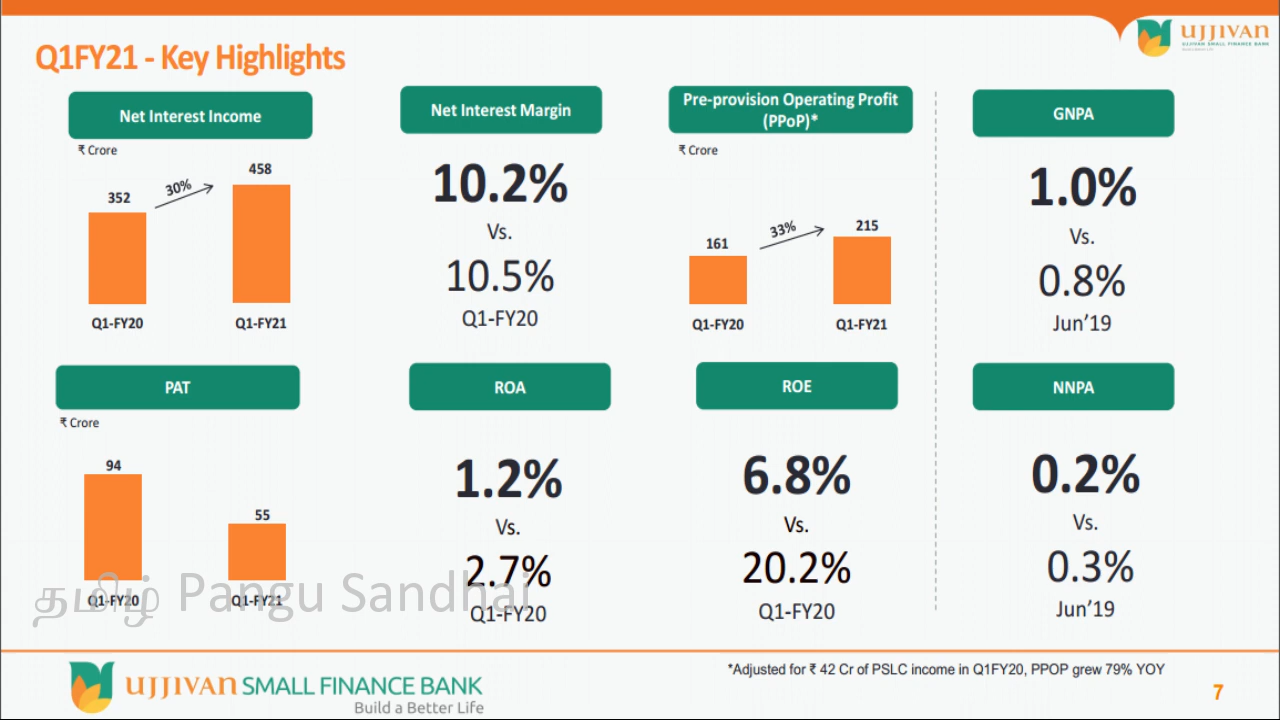 UJJIVAN
UJJIVAN SMALL FINANCE BANK
Build a Better Life
Q1FY21 - Key Highlights
Net Interest Income
₹ Crore
352
30%
458
Q1-FY20
Q1-FY21
Net Interest Margin
10.2%
Vs.
10.5%
Q1-FY20
Pre-provision Operating Profit
(PPoP)*
₹ Crore
161
33%
215
Q1-FY20
Q1-FY21
GNPA
1.0%
Vs.
0.8%
Jun’19
PAT
₹ Crore
94
55
Q1-FY20
Q1-FY21
ROA
1.2%
Vs.
2.7%
Q1-FY20
ROE
6.8%
Vs.
20.2%
Q1-FY20
NNPA
0.2%
Vs.
0.3%
Jun’19
தமிழ் Pangu Sandhai
*Adjusted for ₹ 42 Cr of PSLC income in Q1FY20, PPOP grew 79% YOY
UJJIVAN SMALL FINANCE BANK
Build a Better Life
7